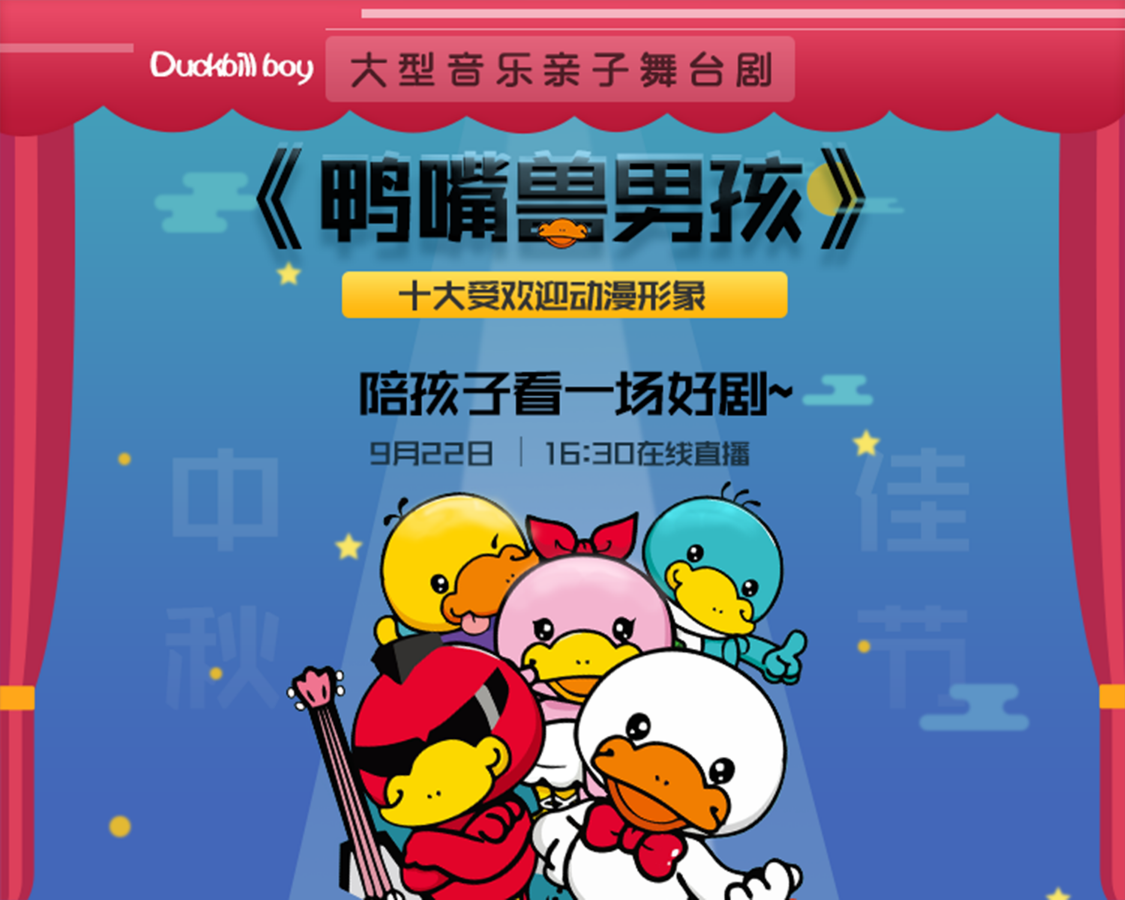 Duckbill boy 大型音乐亲子舞台剧
《鸭嘴兽男孩》
十大受欢迎动漫形象
陪孩子看一场好剧~
9月22日 | 16:30在线直播
中秋
佳节